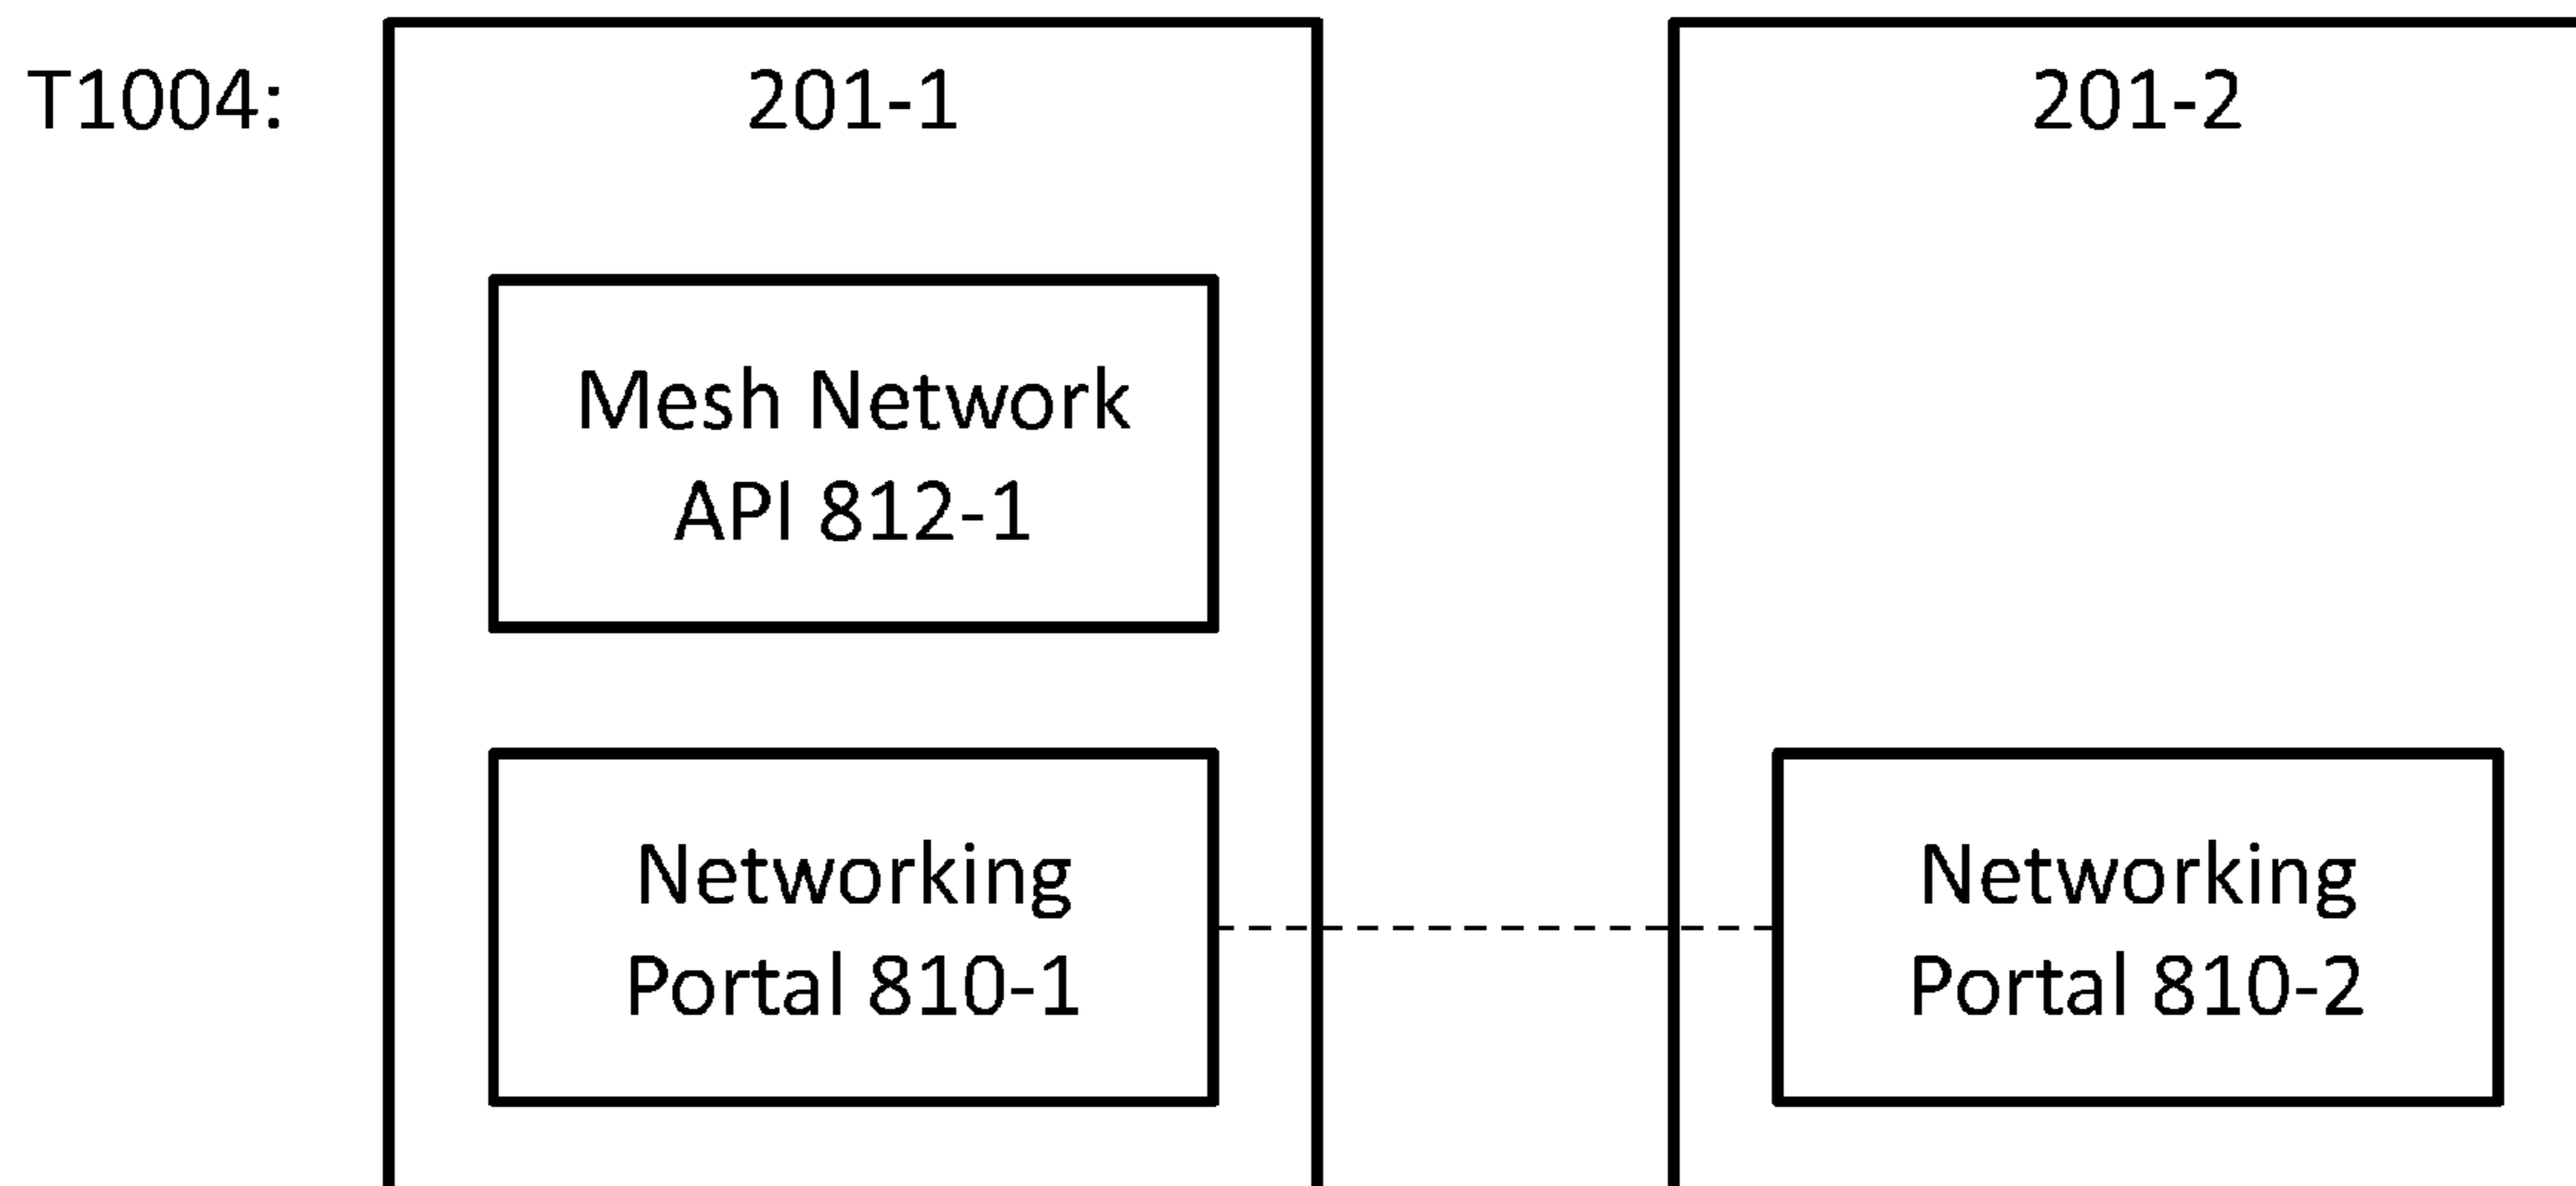 T1004:
201-1
201-2
Mesh Network
API 812-1
Networking
Portal 810-1
Networking
Portal 810-2